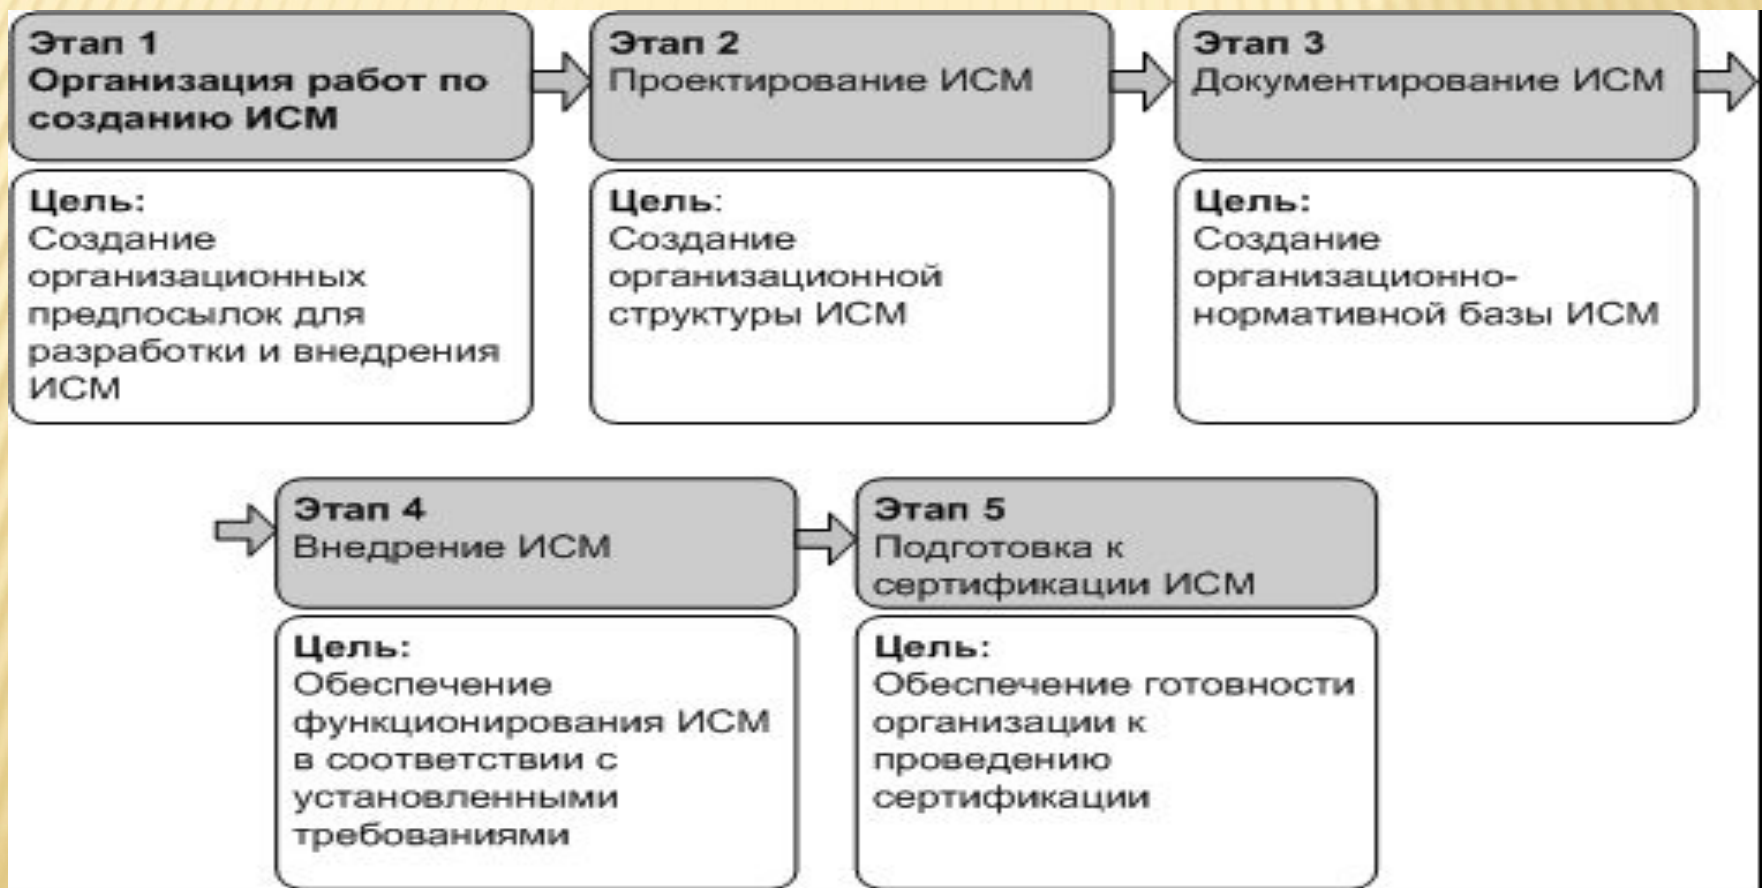 Этап 1
Организация работ по
созданию ИСМ
Цель:
Создание
организационных
предпосылок для
разработки и внедрения
ИСМ
Этап 2
Проектирование ИСМ
Цель:
Создание
организационной
структуры ИСМ
Этап 3
Документирование ИСМ
Цель:
Создание
организационно-
нормативной базы ИСМ
Этап 4
Внедрение ИСМ
Цель:
Обеспечение
функционирования ИСМ
в соответствии с
установленными
требованиями
Этап 5
Подготовка к
сертификации ИСМ
Цель:
Обеспечение готовности
организации к
проведению
сертификации